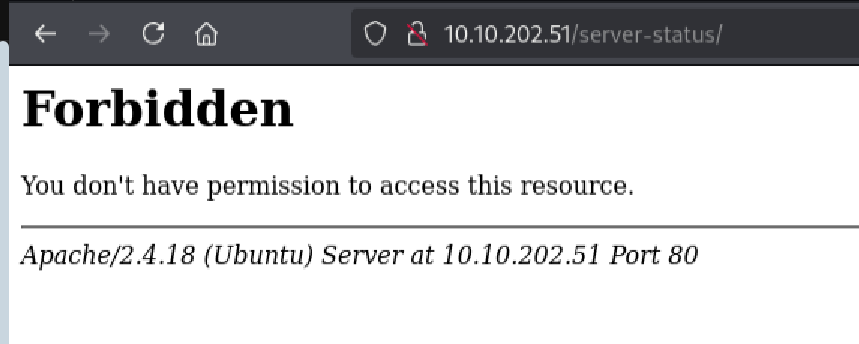 10.10.202.51/server-status/
Forbidden
You don't have permission to access this resource.
Apache/2.4.18 (Ubuntu) Server at 10.10.202.51 Port 80